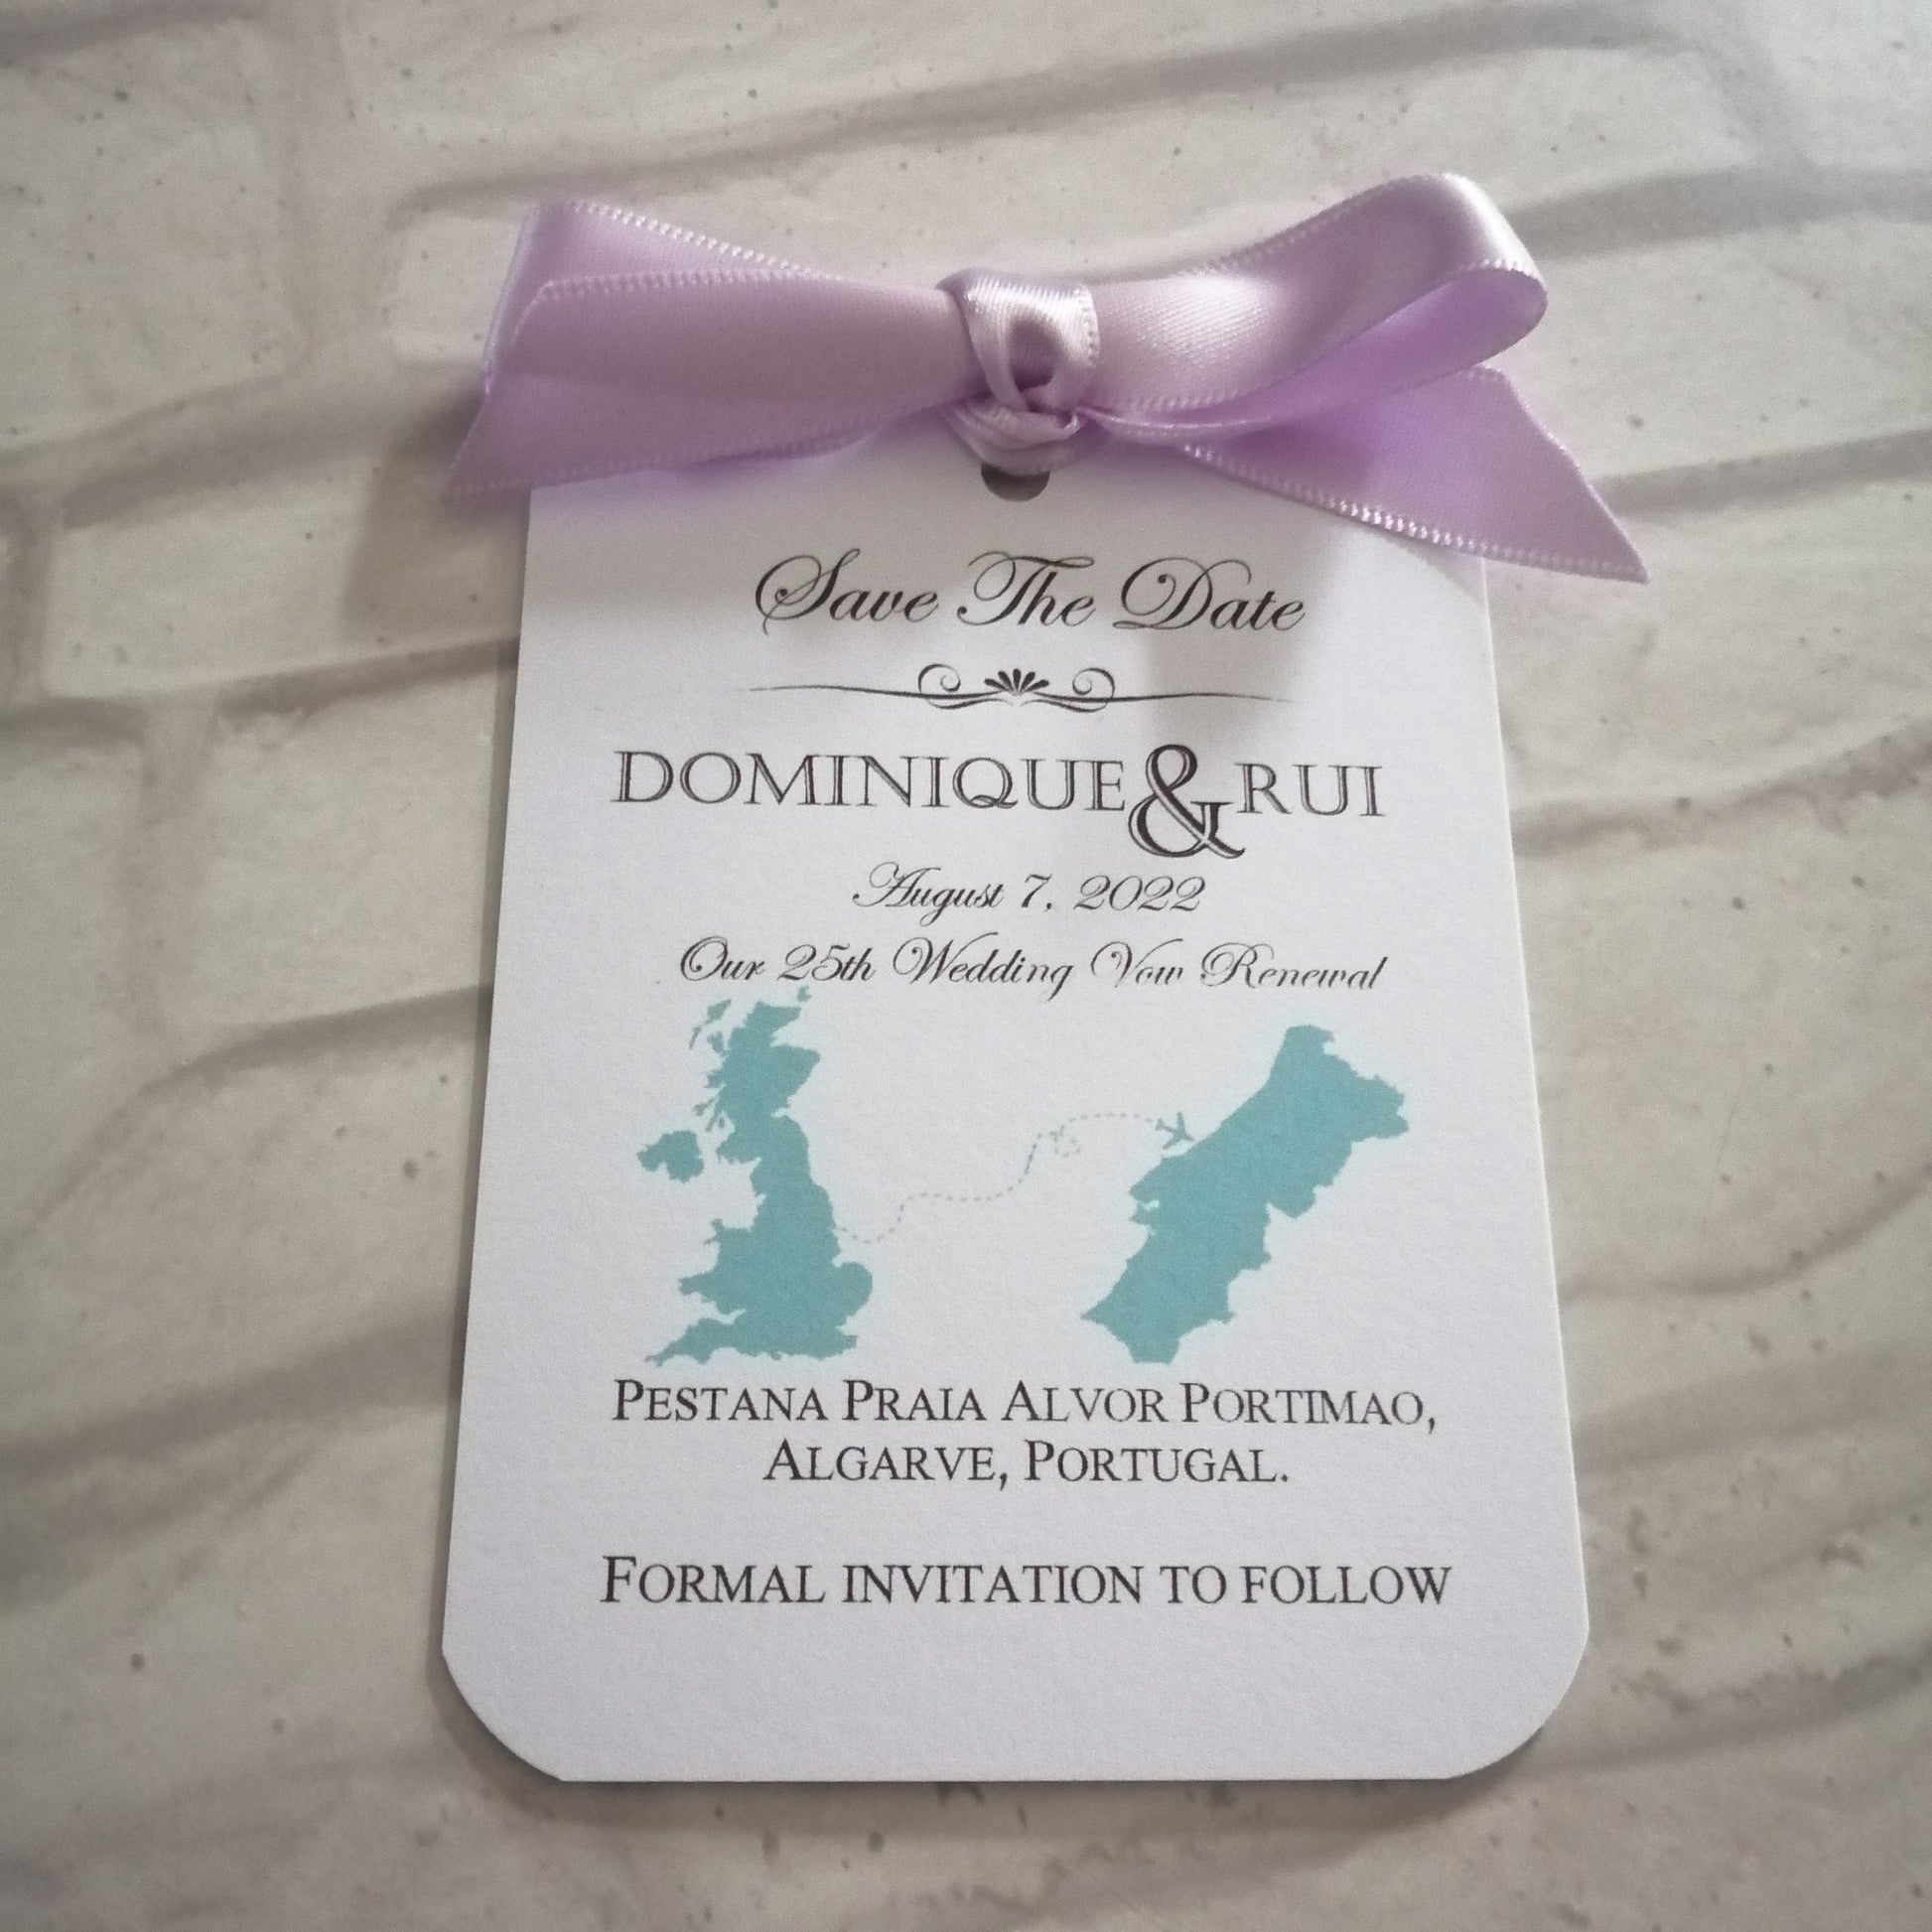 Save The Date
DOMINIQUE & RUI
August 7, 2022
Our 25th Wedding Vow Renewal
PESTANA PRAIA ALVOR PORTIMAO,
ALGARVE, PORTUGAL.
FORMAL INVITATION TO FOLLOW